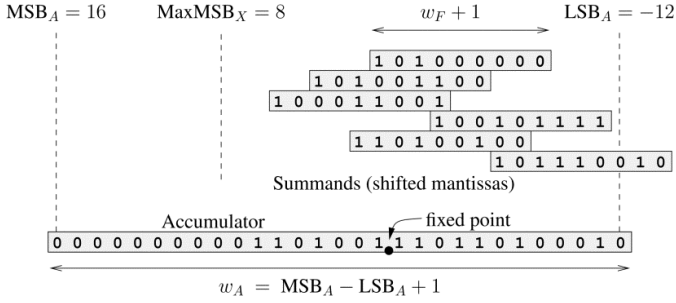 MSB_A = 16 MaxMSB_X = 8 w_F + 1 LSB_A = −12
1 0 1 0 0 0 0 0 0
1 0 1 0 0 1 1 0 0
1 0 0 0 1 1 0 0 1
1 0 0 1 0 1 1 1 1
1 1 0 1 0 0 1 0 0
1 0 1 1 1 0 0 1 0
Summands (shifted mantissas)
Accumulator fixed point
0 0 0 0 0 0 0 0 0 0 1 1 0 1 0 0 1 1 1 0 1 1 0 1 0 0 0 1 0
w_A = MSB_A − LSB_A + 1